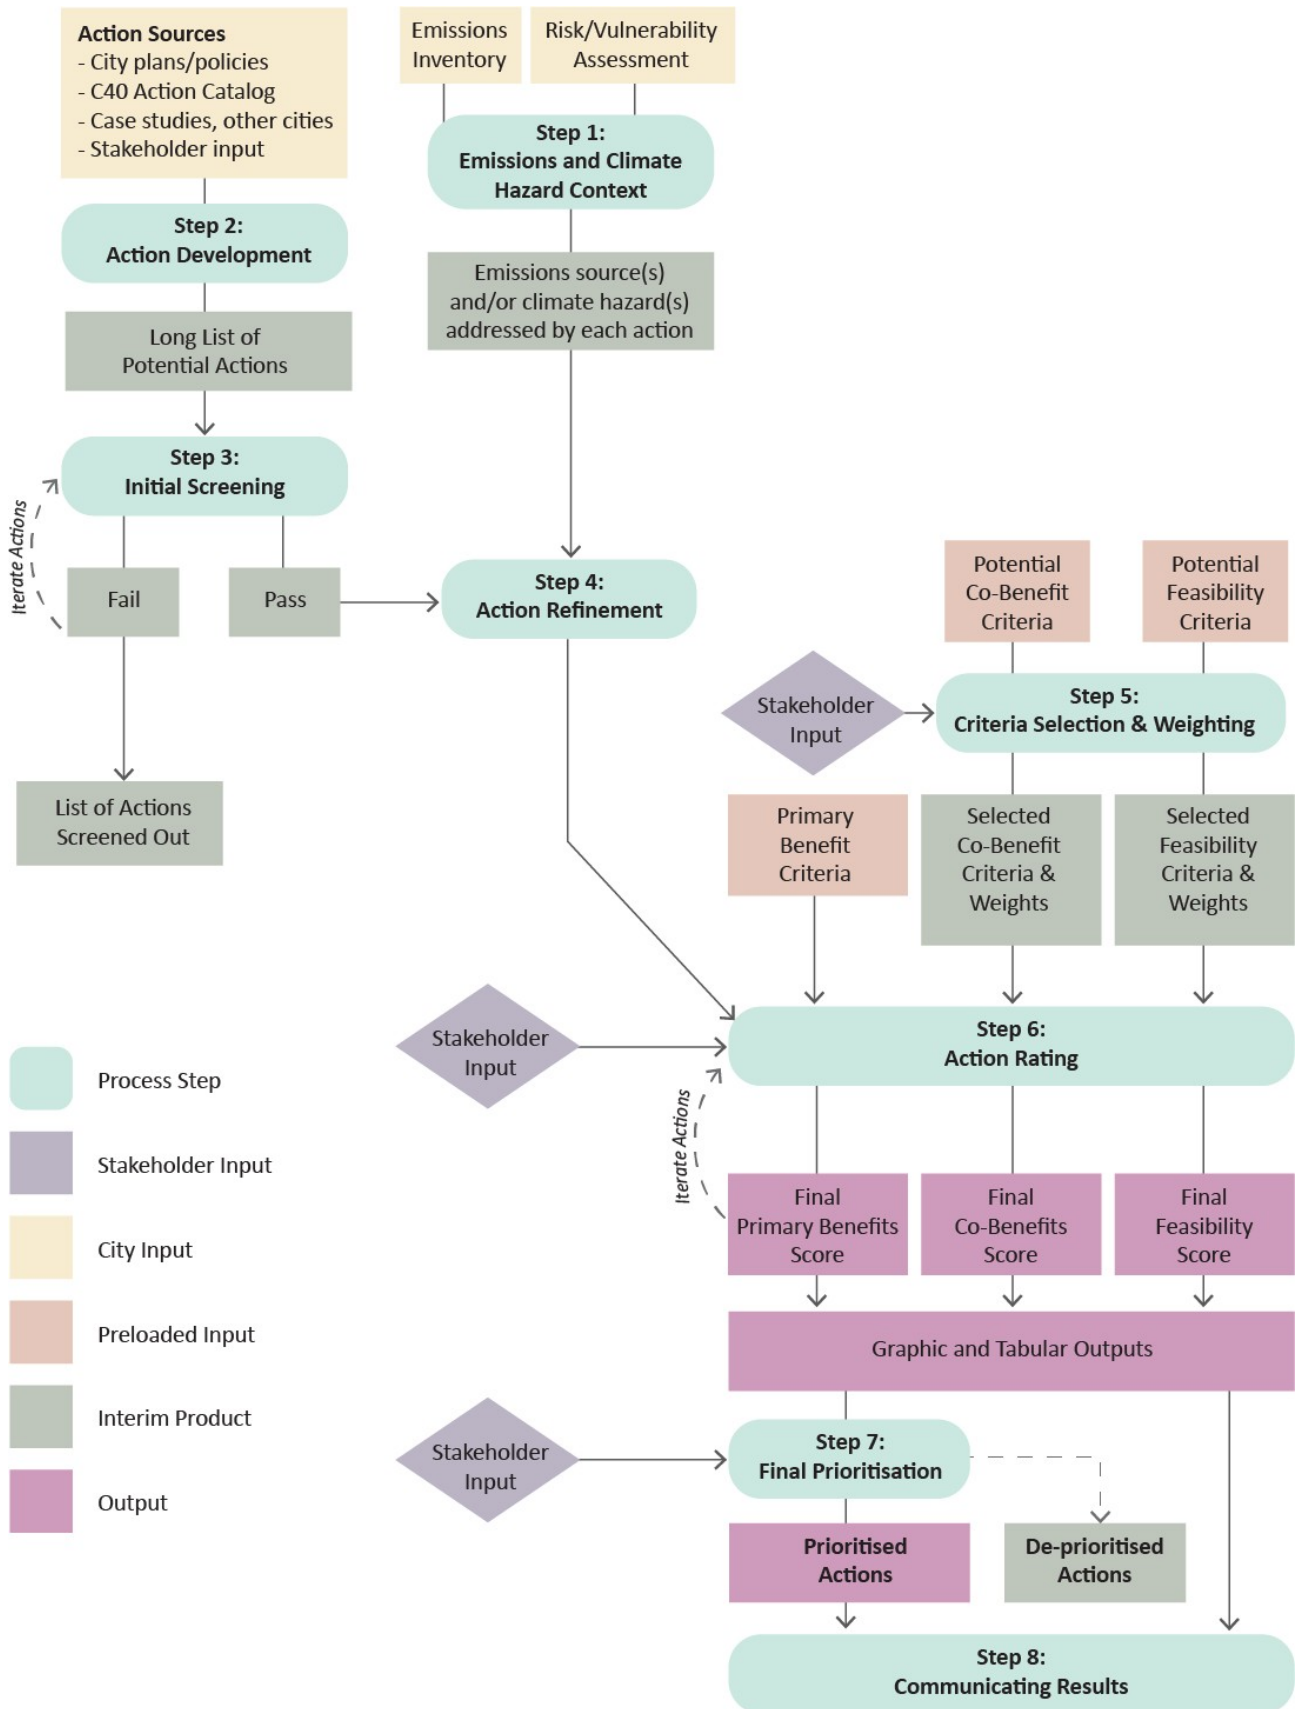 Action Sources
- City plans/policies
- C40 Action Catalog
- Case studies, other cities
- Stakeholder input
Emissions
Inventory
Risk/Vulnerability
Assessment
Step 1:
Emissions and Climate
Hazard Context
Step 2:
Action Development
Emissions source(s)
and/or climate hazard(s)
addressed by each action
Long List of
Potential Actions
Step 3:
Initial Screening
Iterate Actions
Fail
Pass
Step 4:
Action Refinement
Potential
Co-Benefit
Criteria
Potential
Feasibility
Criteria
Stakeholder
Input
Step 5:
Criteria Selection & Weighting
List of Actions
Screened Out
Primary
Benefit
Criteria
Selected
Co-Benefit
Criteria &
Weights
Selected
Feasibility
Criteria &
Weights
Stakeholder
Input
Step 6:
Action Rating
Iterate Actions
Final
Primary Benefits
Score
Final
Co-Benefits
Score
Final
Feasibility
Score
Graphic and Tabular Outputs
Stakeholder
Input
Step 7:
Final Prioritisation
Prioritised
Actions
De-prioritised
Actions
Step 8:
Communicating Results
Process Step
Stakeholder Input
City Input
Preloaded Input
Interim Product
Output